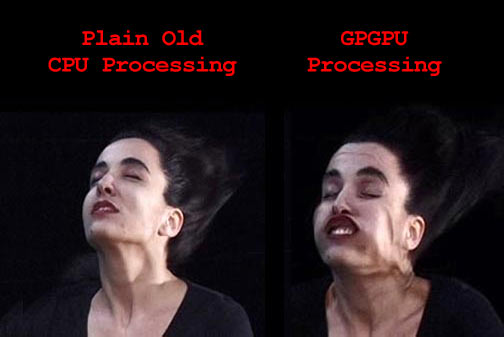 Plain Old
CPU Processing
GPGPU
Processing